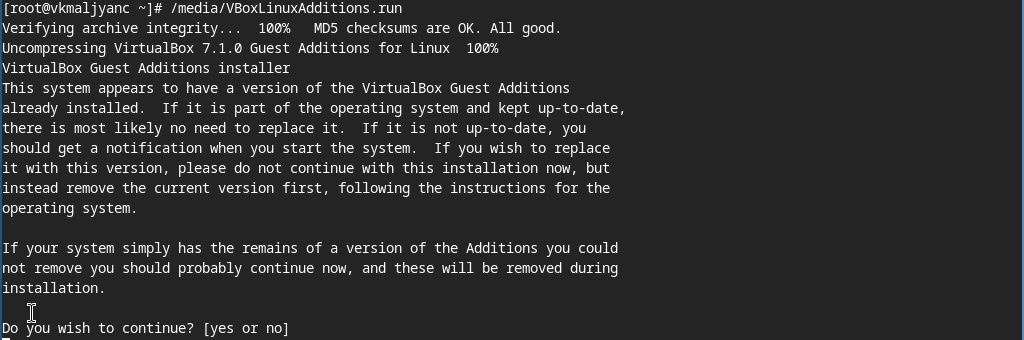 [root@vkmaljyanc ~]# /media/VBoxLinuxAdditions.run
Verifying archive integrity...  100%   MD5 checksums are OK. All good.
Uncompressing VirtualBox 7.1.0 Guest Additions for Linux  100%
VirtualBox Guest Additions installer
This system appears to have a version of the VirtualBox Guest Additions
already installed.  If it is part of the operating system and kept up-to-date,
there is most likely no need to replace it.  If it is not up-to-date, you
should get a notification when you start the system.  If you wish to replace
it with this version, please do not continue with this installation now, but
instead remove the current version first, following the instructions for the
operating system.

If your system simply has the remains of a version of the Additions you could
not remove you should probably continue now, and these will be removed during
installation.

Do you wish to continue? [yes or no]